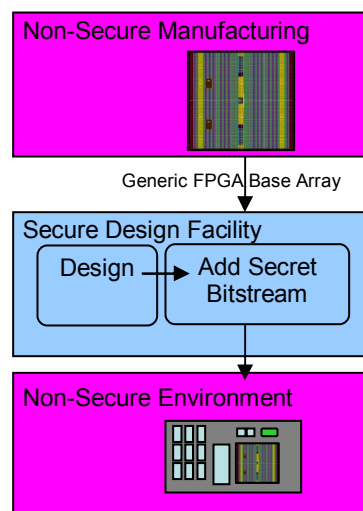 Non-Secure Manufacturing
Generic FPGA Base Array
Secure Design Facility
Design
Add Secret
Bitstream
Non-Secure Environment